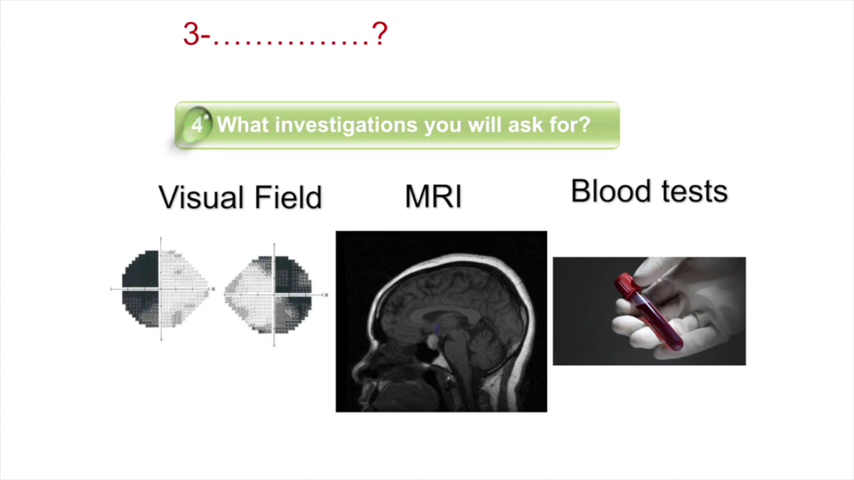 3-……………?
4 What investigations you will ask for?
Visual Field
MRI
Blood tests